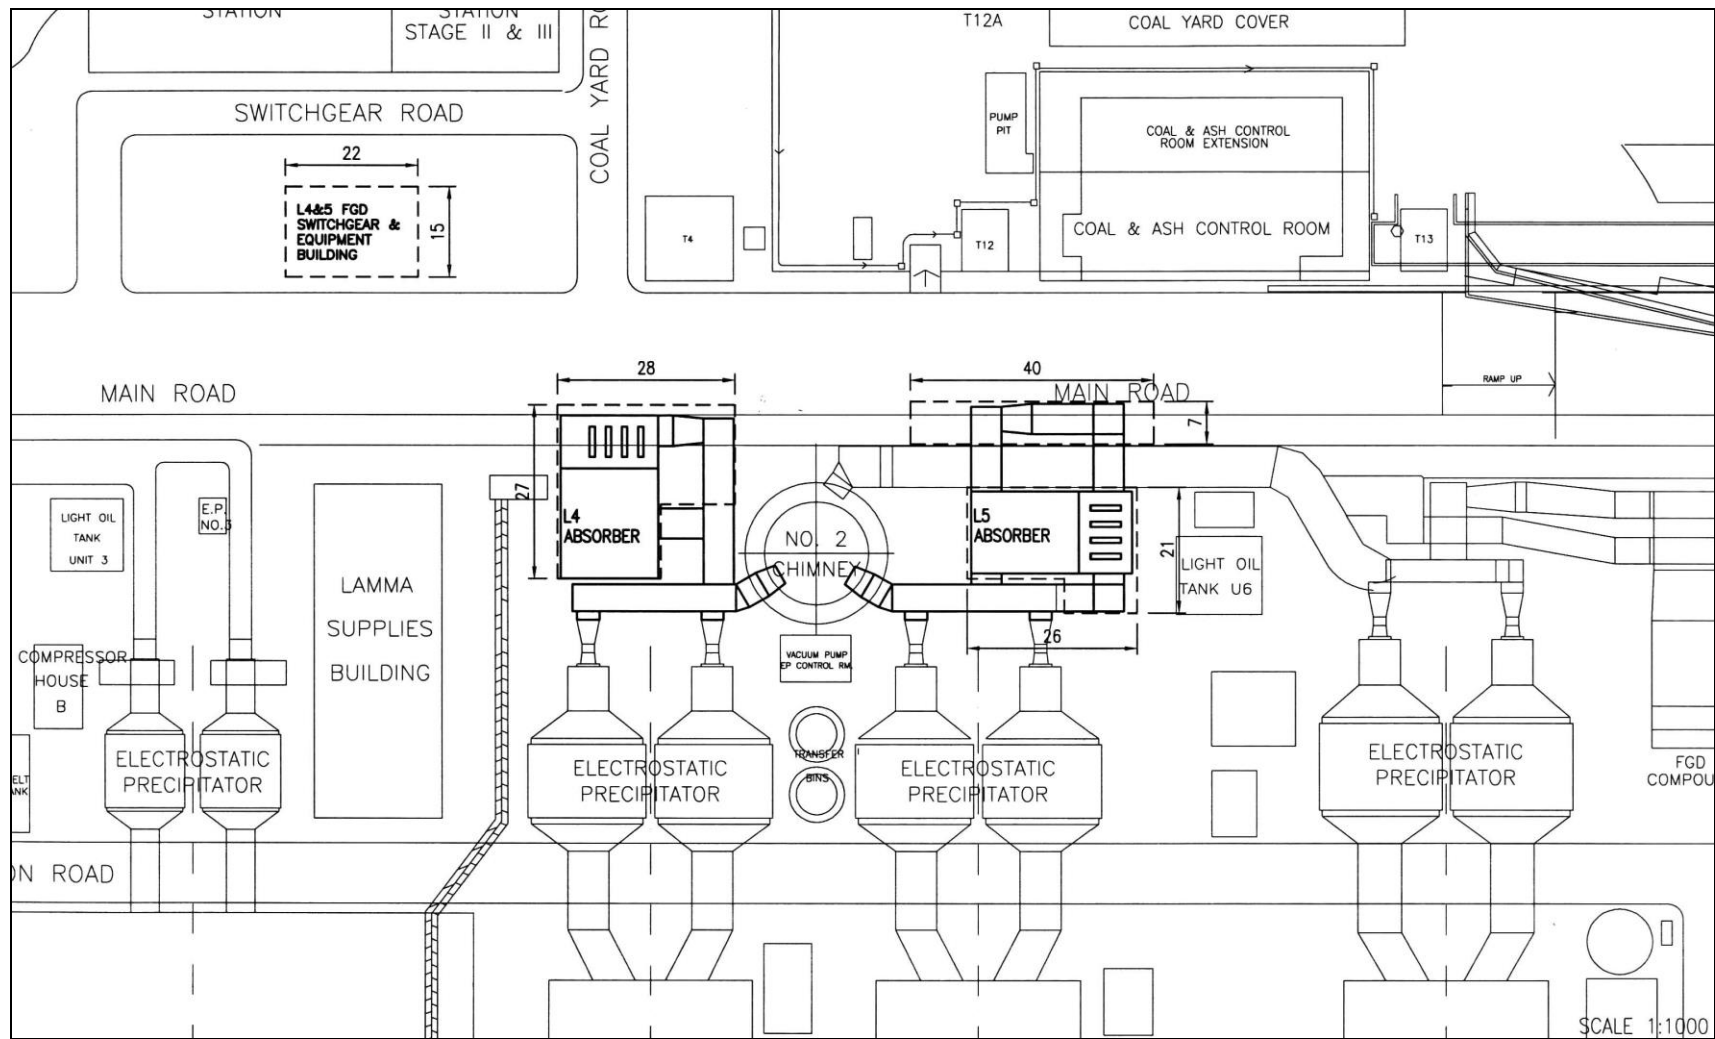 STATION
STATION
STAGE II & III
T12A
COAL YARD COVER
SWITCHGEAR ROAD
PUMP
PIT
COAL & ASH CONTROL
ROOM EXTENSION
22
L4&5 FGD
SWITCHGEAR &
EQUIPMENT
BUILDING
15
T4
T12
COAL & ASH CONTROL ROOM
T13
28
40
MAIN ROAD
MAIN ROAD
RAMP UP
7
27
LIGHT OIL
TANK
UNIT 3
E.P.
NO.3
L4
ABSORBER
NO. 2
CHIMNEY
L5
ABSORBER
21
LIGHT OIL
TANK U6
LAMMA
SUPPLIES
BUILDING
26
COMPRESSOR
HOUSE
B
VACUUM PUMP
EP CONTROL RM.
ELECTROSTATIC
PRECIPITATOR
ELECTROSTATIC
PRECIPITATOR
TRANSFER
BINS
ELECTROSTATIC
PRECIPITATOR
ELECTROSTATIC
PRECIPITATOR
FGD
COMPOU
ON ROAD
SCALE 1:1000